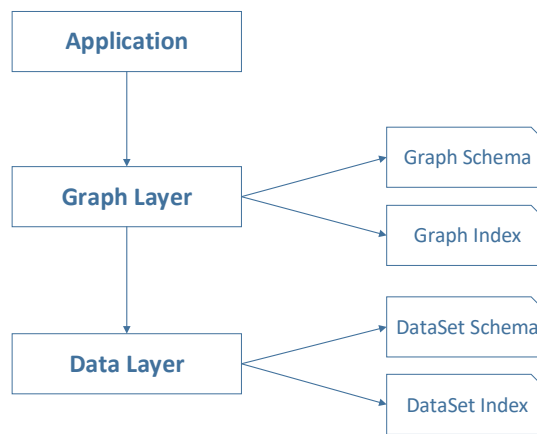 Application
Graph Schema
Graph Layer
Graph Index
DataSet Schema
Data Layer
DataSet Index